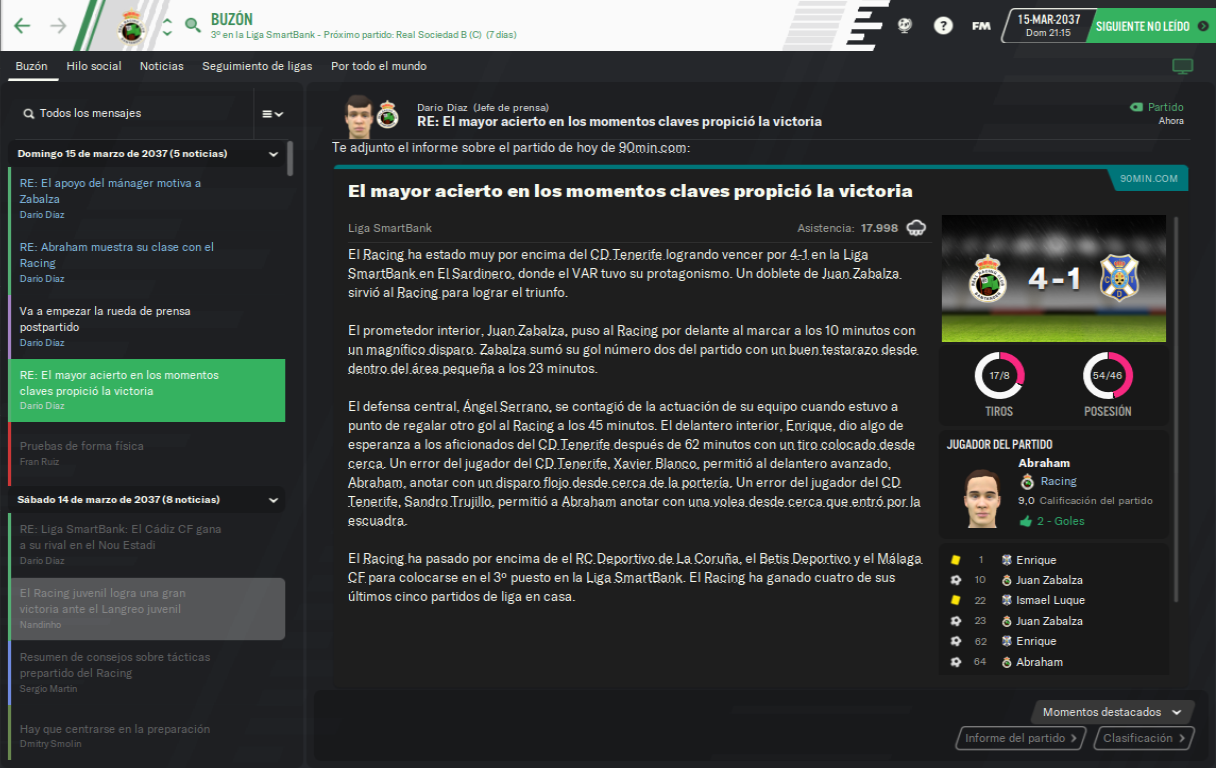 BUZÓN
3º en la Liga SmartBank - Próximo partido: Real Sociedad B (C) (7 días)
?
FM
15-MAR-2037
Dom 21:15
SIGUIENTE NO LEÍDO
Buzón
Hilo social
Noticias
Seguimiento de ligas
Por todo el mundo
Todos los mensajes
Domingo 15 de marzo de 2037 (5 noticias)
RE: El apoyo del mánager motiva a
Zabalza
Darío Díaz
RE: Abraham muestra su clase con el
Racing
Darío Díaz
Va a empezar la rueda de prensa
postpartido
Darío Díaz
RE: El mayor acierto en los momentos
claves propició la victoria
Darío Díaz
Pruebas de forma física
Fran Ruiz
Sábado 14 de marzo de 2037 (8 noticias)
RE: Liga SmartBank: El Cádiz CF gana
a su rival en el Nou Estadi
Darío Díaz
El Racing juvenil logra una gran
victoria ante el Langreo juvenil
Nandinho
Resumen de consejos sobre tácticas
prepartido del Racing
Sergio Martín
Hay que centrarse en la preparación
Dmitry Smolin
Darío Díaz (Jefe de prensa)
RE: El mayor acierto en los momentos claves propició la victoria
Partido
Ahora
Te adjunto el informe sobre el partido de hoy de 90min.com:
90MIN.COM
El mayor acierto en los momentos claves propició la victoria
Liga SmartBank
Asistencia: 17.998
El Racing ha estado muy por encima del CD Tenerife logrando vencer por 4-1 en la Liga
SmartBank en El Sardinero, donde el VAR tuvo su protagonismo. Un doblete de Juan Zabalza
sirvió al Racing para lograr el triunfo.
El prometedor interior, Juan Zabalza, puso al Racing por delante al marcar a los 10 minutos con
un magnífico disparo. Zabalza sumó su gol número dos del partido con un buen testarazo desde
dentro del área pequeña a los 23 minutos.
El defensa central, Ángel Serrano, se contagió de la actuación de su equipo cuando estuvo a
punto de regalar otro gol al Racing a los 45 minutos. El delantero interior, Enrique, dio algo de
esperanza a los aficionados del CD Tenerife después de 62 minutos con un tiro colocado desde
cerca. Un error del jugador del CD Tenerife, Xavier Blanco, permitió al delantero avanzado,
Abraham, anotar con un disparo flojo desde cerca de la portería. Un error del jugador del CD
Tenerife, Sandro Trujillo, permitió a Abraham anotar con una volea desde cerca que entró por la
escuadra.
El Racing ha pasado por encima de el RC Deportivo de La Coruña, el Betis Deportivo y el Málaga
CF para colocarse en el 3º puesto en la Liga SmartBank. El Racing ha ganado cuatro de sus
últimos cinco partidos de liga en casa.
4 - 1
17/8
TIROS
54/46
POSESIÓN
JUGADOR DEL PARTIDO
Abraham
Racing
9,0 Calificación del partido
2 - Goles
1 Enrique
10 Juan Zabalza
22 Ismael Luque
23 Juan Zabalza
62 Enrique
64 Abraham
Momentos destacados
Informe del partido
Clasificación